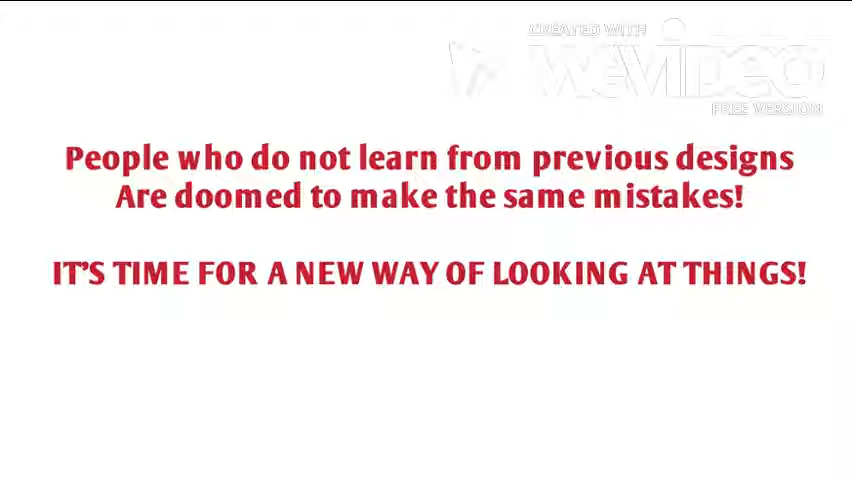 CREATED WITH
WeVideo
FREE VERSION
People who do not learn from previous designs
Are doomed to make the same mistakes!
IT'S TIME FOR A NEW WAY OF LOOKING AT THINGS!